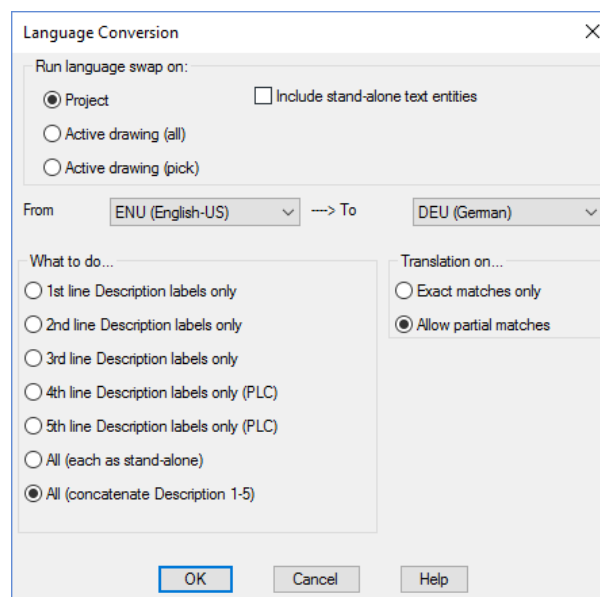 Language Conversion
Run language swap on:
Project
Include stand-alone text entities
Active drawing (all)
Active drawing (pick)
From ENU (English-US) ----> To DEU (German)
What to do...
1st line Description labels only
2nd line Description labels only
3rd line Description labels only
4th line Description labels only (PLC)
5th line Description labels only (PLC)
All (each as stand-alone)
All (concatenate Description 1-5)
Translation on...
Exact matches only
Allow partial matches
OK Cancel Help